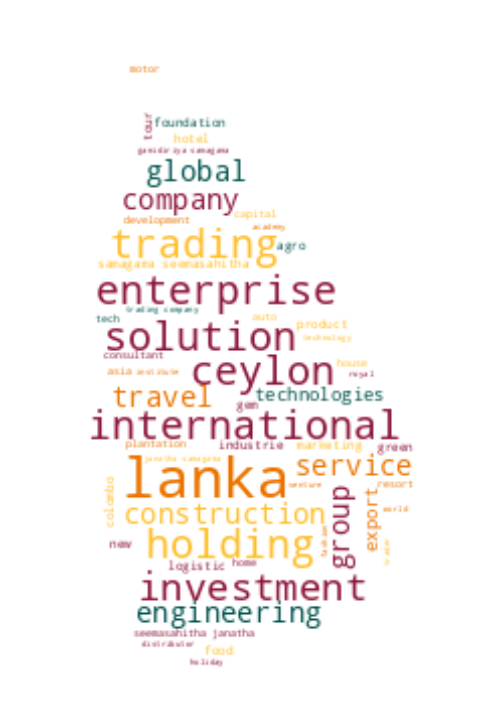 motor
tour foundation
hotel
gamidiriya samagama
global
company
development capital
academy
trading agro
samagama seemasahitha
enterprise
trading company
tech auto product
solution technology
consultant
ceylon house
asia institute royal
travel technologies
gem
international
plantation industrie marketing green
janatha samagama
lanka service
venture resort
colombo construction group export world
new holding fashion trader
logistic home
investment
engineering
seemasahitha janatha
distributor
food
holiday